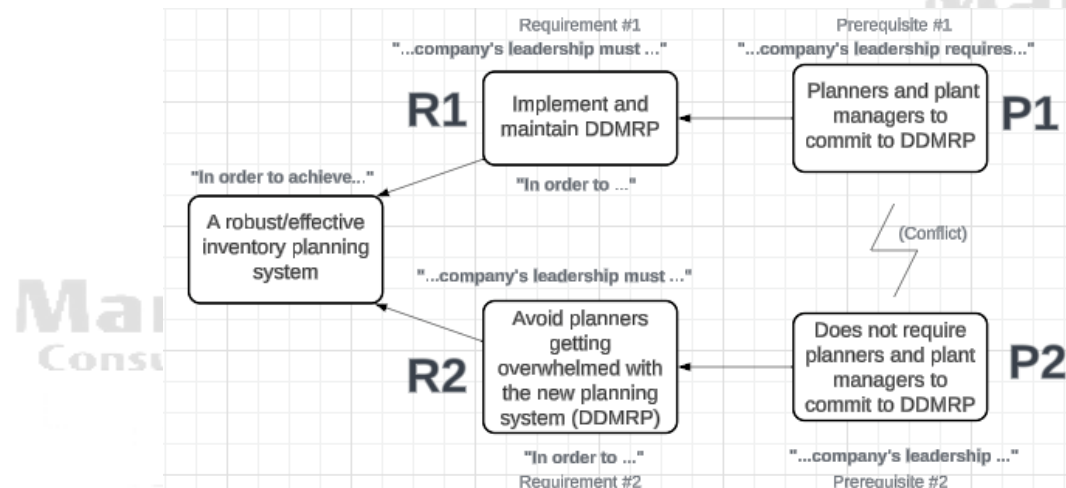 Requirement #1
"...company's leadership must ..."
R1
Implement and
maintain DDMRP
"In order to ..."
Prerequisite #1
"...company's leadership requires..."
Planners and plant
managers to
commit to DDMRP
P1
"In order to achieve..."
A robust/effective
inventory planning
system
(Conflict)
"...company's leadership must ..."
R2
Avoid planners
getting
overwhelmed with
the new planning
system (DDMRP)
"In order to ..."
Requirement #2
Does not require
planners and plant
managers to
commit to DDMRP
P2
"...company's leadership ..."
Prerequisite #2
Mar
Consu